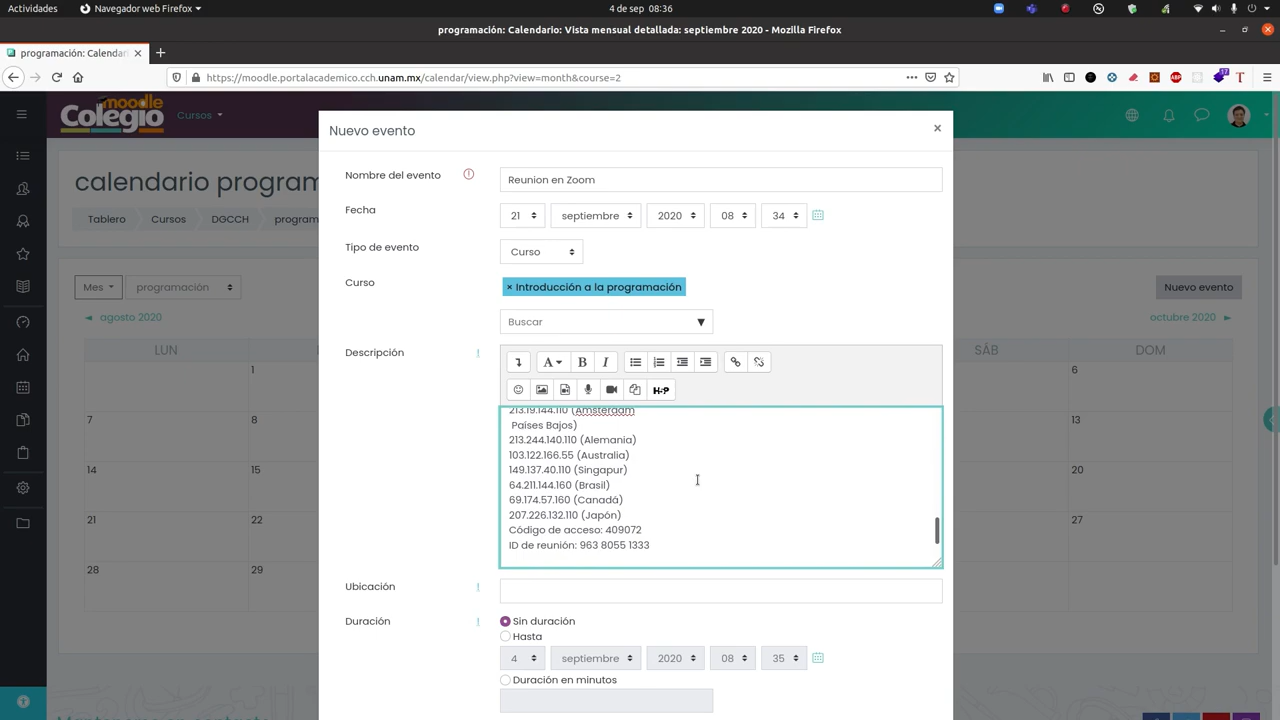 Actividades
Navegador web Firefox
4 de sep 08:36
programación: Calendario: Vista mensual detallada: septiembre 2020 - Mozilla Firefox
programación: Calendari
https://moodle.portalacademico.cch.unam.mx/calendar/view.php?view=month&course=2
17
ABP
T
moodle
Colegio
Cursos
calendario program
Tablero
Cursos
DGCCH
programa
Mes
programación
Nuevo evento
agosto 2020
octubre 2020
LUN
SÁB
DOM
1
6
7
8
13
14
15
20
21
22
27
28
29
Nuevo evento
×
Nombre del evento
Reunion en Zoom
Fecha
21
septiembre
2020
08
34
Tipo de evento
Curso
Curso
× Introducción a la programación
Buscar
Descripción
A
B
I
H-P
213.19.144.110 (Amsterdam
Países Bajos)
213.244.140.110 (Alemania)
103.122.166.55 (Australia)
149.137.40.110 (Singapur)
64.211.144.160 (Brasil)
69.174.57.160 (Canadá)
207.226.132.110 (Japón)
Código de acceso: 409072
ID de reunión: 963 8055 1333
Ubicación
Duración
Sin duración
Hasta
4
septiembre
2020
08
35
Duración en minutos